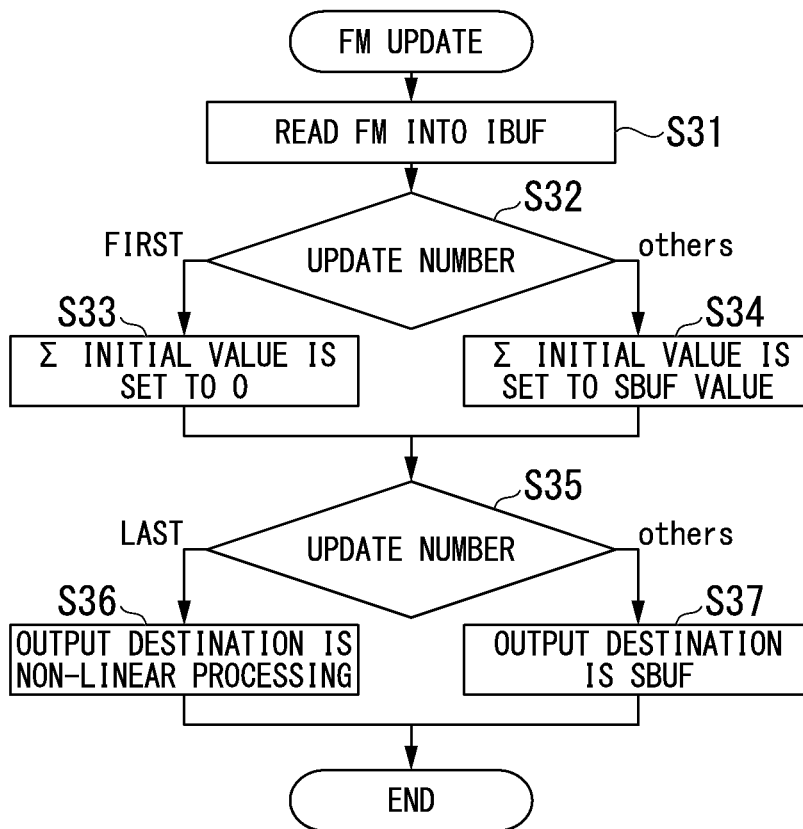 FM UPDATE
READ FM INTO IBUF
S31
S32
FIRST
UPDATE NUMBER
others
S33
S34
Σ INITIAL VALUE IS
SET TO 0
Σ INITIAL VALUE IS
SET TO SBUF VALUE
S35
LAST
UPDATE NUMBER
others
S36
S37
OUTPUT DESTINATION IS
NON-LINEAR PROCESSING
OUTPUT DESTINATION
IS SBUF
END